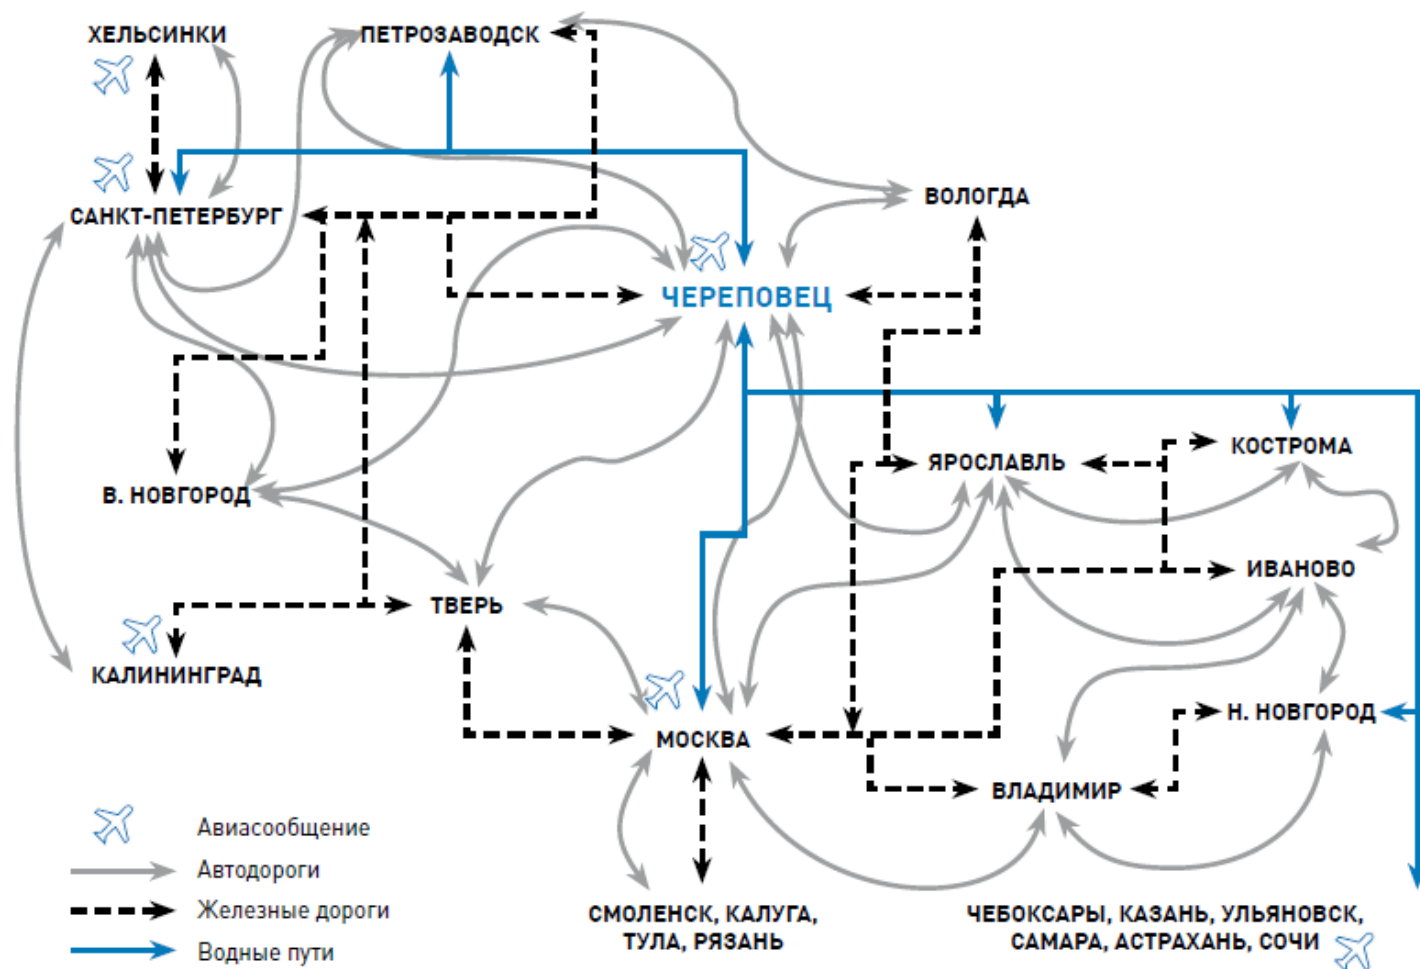 ХЕЛЬСИНКИ
ПЕТРОЗАВОДСК
ВОЛОГДА
САНКТ-ПЕТЕРБУРГ
ЧЕРЕПОВЕЦ
КОСТРОМА
ЯРОСЛАВЛЬ
В. НОВГОРОД
ИВАНОВО
ТВЕРЬ
КАЛИНИНГРАД
Н. НОВГОРОД
МОСКВА
ВЛАДИМИР
Авиасообщение
Автодороги
Железные дороги
Водные пути
СМОЛЕНСК, КАЛУГА,
ТУЛА, РЯЗАНЬ
ЧЕБОКСАРЫ, КАЗАНЬ, УЛЬЯНОВСК,
САМАРА, АСТРАХАНЬ, СОЧИ